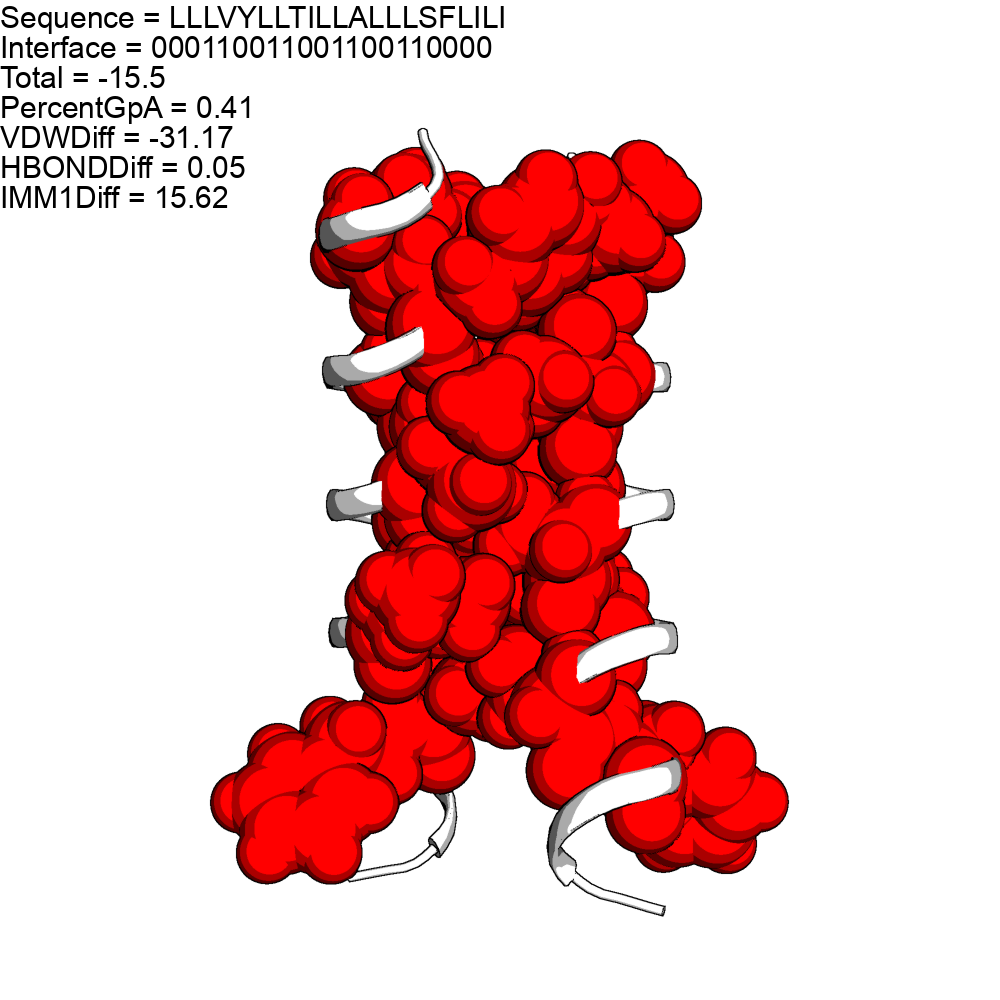 Sequence = LLLVYLLTILLALLLSFLILI
Interface = 000110011001100110000
Total = -15.5
PercentGpA = 0.41
VDWDiff = -31.17
HBONDDiff = 0.05
IMM1Diff = 15.62